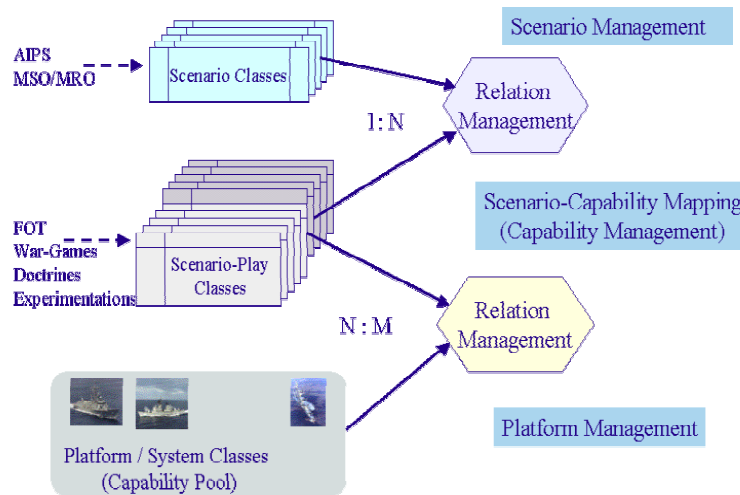 Scenario Management
AIPS
MSO/MRO
Scenario Classes
Relation
Management
1:N
Scenario-Capability Mapping
(Capability Management)
FOT
War-Games
Doctrines
Experimentations
Scenario-Play
Classes
Relation
Management
N : M
Platform / System Classes
(Capability Pool)
Platform Management